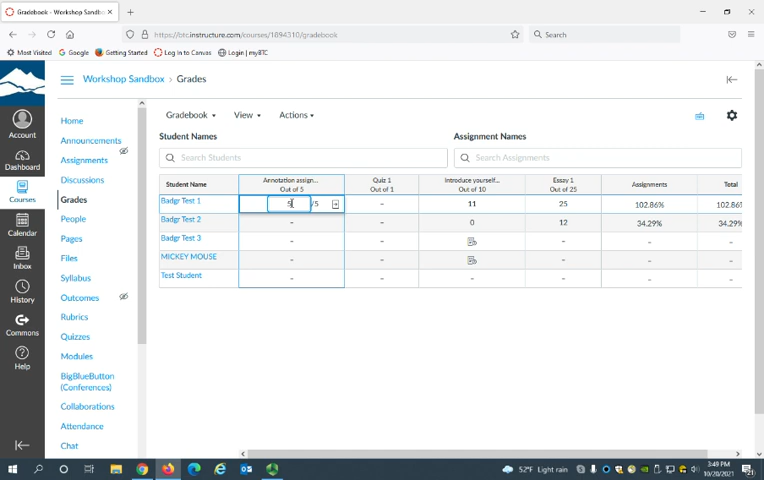 Gradebook - Workshop Sandbox
https://btc.instructure.com/courses/1894310/gradebook
Search
Most Visited Google Getting Started Log In to Canvas Login | myBTC
Workshop Sandbox > Grades
Gradebook View Actions
Student Names Assignment Names
Search Students Search Assignments
Student Name Annotation assign... Out of 5 Quiz 1 Out of 1 Introduce yourself... Out of 10 Essay 1 Out of 25 Assignments Total
Badgr Test 1 5 /5 – 11 25 102.86% 102.86
Badgr Test 2 – – 0 12 34.29% 34.29%
Badgr Test 3 – – – – –
MICKEY MOUSE – – – – –
Test Student – – – – – –
Account
Dashboard
Courses
Calendar
Inbox
History
Commons
Help
Home
Announcements
Assignments
Discussions
Grades
People
Pages
Files
Syllabus
Outcomes
Rubrics
Quizzes
Modules
BigBlueButton
(Conferences)
Collaborations
Attendance
Chat
52°F Light rain
3:49 PM
10/20/2021
21